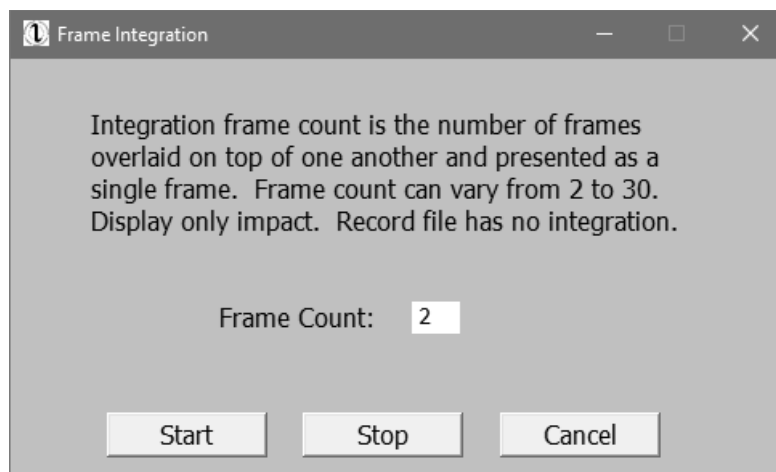 Frame Integration
Integration frame count is the number of frames
overlaid on top of one another and presented as a
single frame.  Frame count can vary from 2 to 30.
Display only impact.  Record file has no integration.
Frame Count: 2
Start Stop Cancel